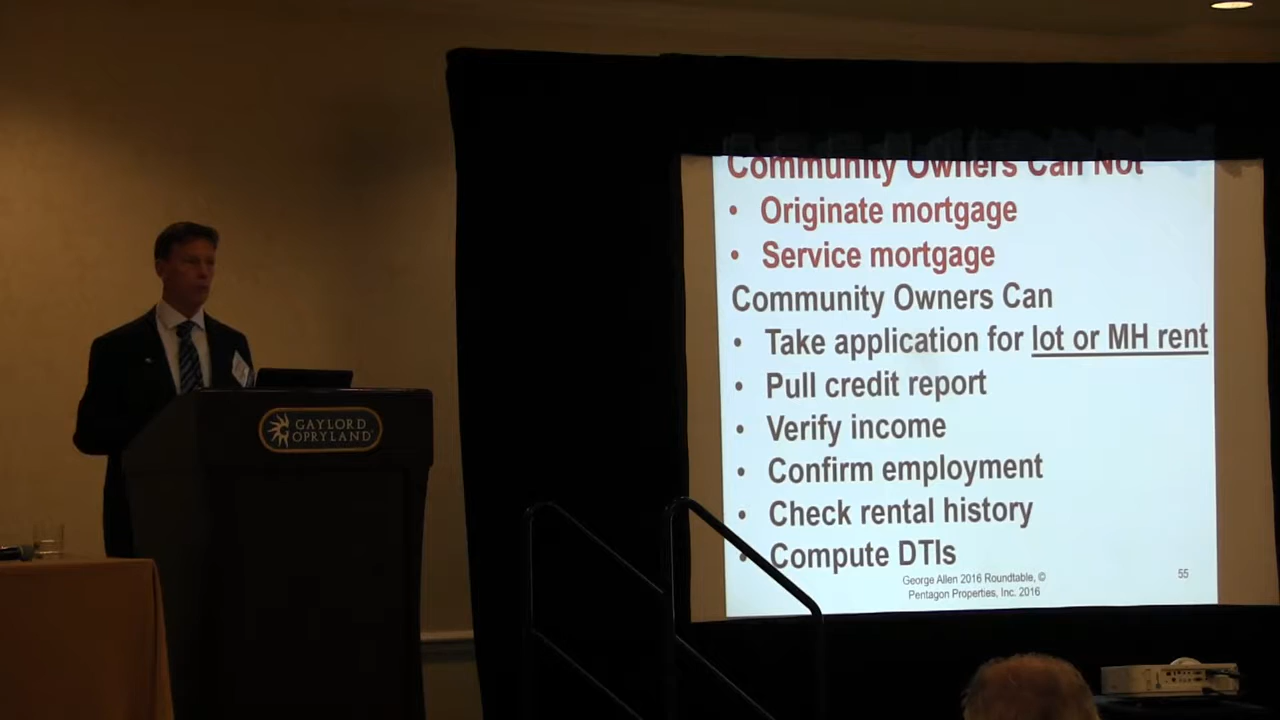 GAYLORD
OPRYLAND
Community Owners Can Not
• Originate mortgage
• Service mortgage
Community Owners Can
• Take application for lot or MH rent
• Pull credit report
• Verify income
• Confirm employment
• Check rental history
• Compute DTIs
George Allen 2016 Roundtable, ©
Pentagon Properties, Inc. 2016
55